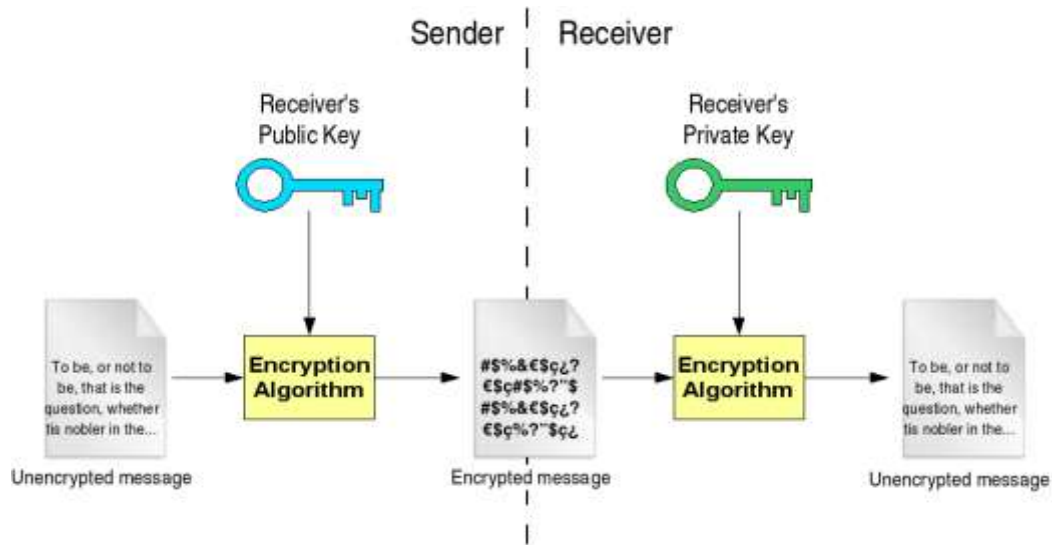 Sender
Receiver
Receiver's
Public Key
Receiver's
Private Key
To be, or not to
be, that is the
question, whether
tis nobler in the...
Unencrypted message
Encryption
Algorithm
#$%&€$ç¿?
€$ç#$%?"$
#$%&€$ç¿?
€$ç%?"$ç¿
Encrypted message
Encryption
Algorithm
To be, or not to
be, that is the
question, whether
tis nobler in the...
Unencrypted message